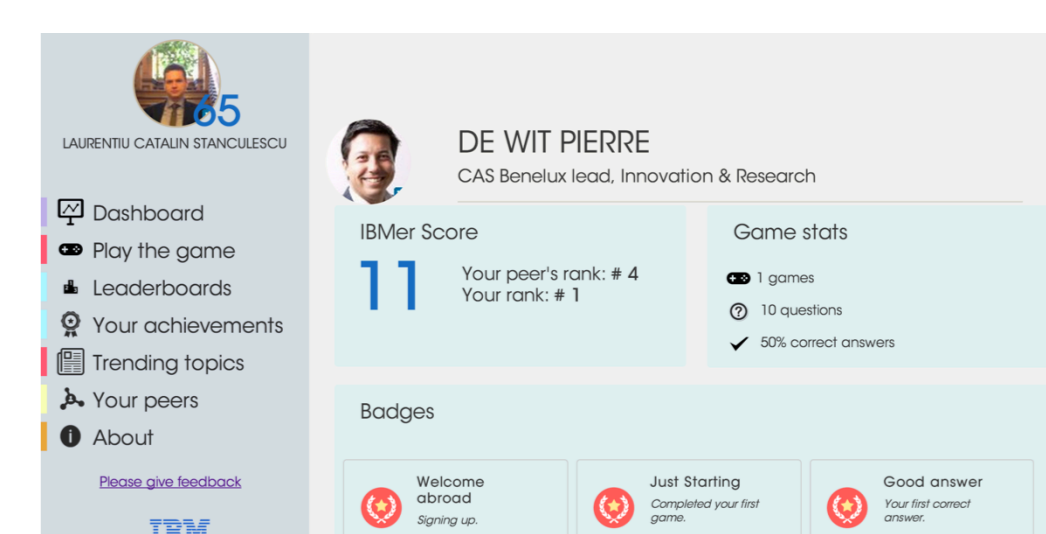 65
LAURENTIU CATALIN STANCULESCU
Dashboard
Play the game
Leaderboards
Your achievements
Trending topics
Your peers
About
Please give feedback
IBM
DE WIT PIERRE
CAS Benelux lead, Innovation & Research
IBMer Score
11
Your peer's rank: # 4
Your rank: # 1
Game stats
1 games
10 questions
50% correct answers
Badges
Welcome
abroad
Signing up.
Just Starting
Completed your first
game.
Good answer
Your first correct
answer.